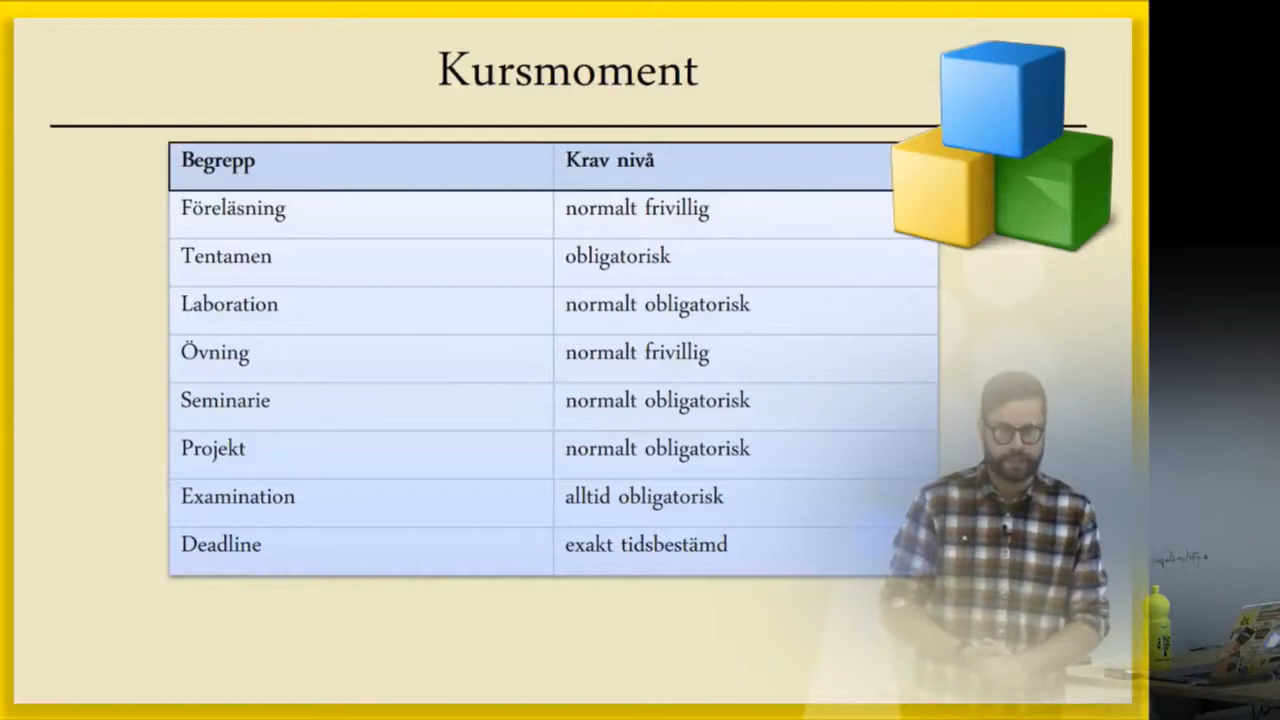 Kursmoment
Begrepp Krav nivå
Föreläsning normalt frivillig
Tentamen obligatorisk
Laboration normalt obligatorisk
Övning normalt frivillig
Seminarie normalt obligatorisk
Projekt normalt obligatorisk
Examination alltid obligatorisk
Deadline exakt tidsbestämd